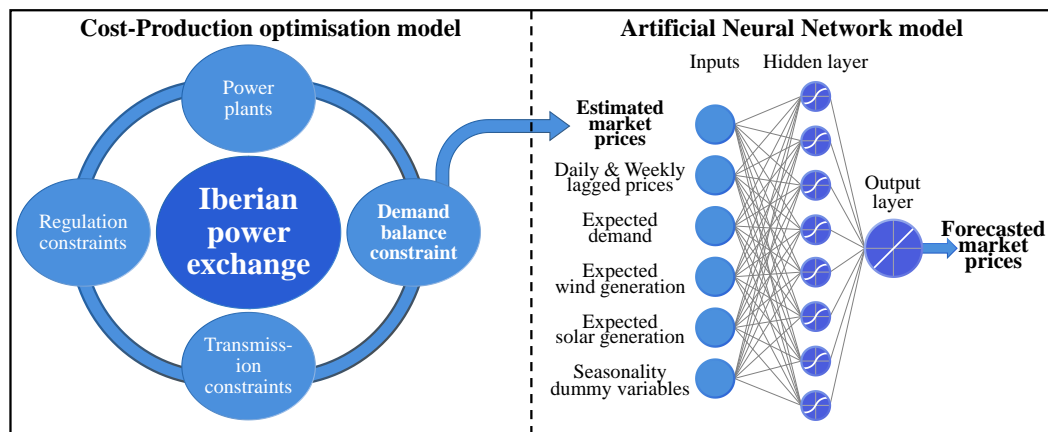 Cost-Production optimisation model
Power
plants
Regulation
constraints
Iberian
power
exchange
Demand
balance
constraint
Transmiss-
ion
constraints
Artificial Neural Network model
Inputs
Hidden layer
Estimated
market
prices
Daily & Weekly
lagged prices
Expected
demand
Expected
wind generation
Expected
solar generation
Seasonality
dummy variables
Output
layer
Forecasted
market
prices